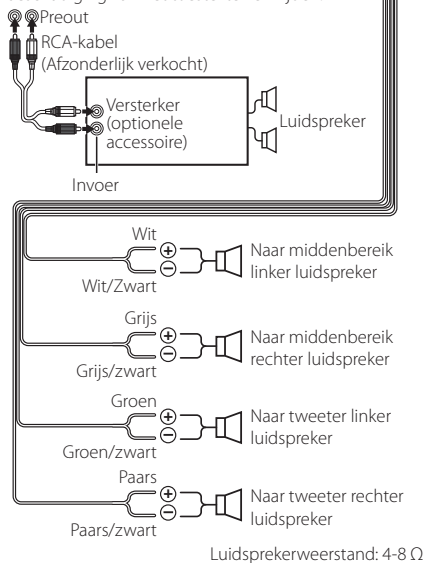 Preout
RCA-kabel
(Afzonderlijk verkocht)
Versterker
(optionele
accessoire)
Luidspreker
Invoer
Wit
+
Naar middenbereik
linker luidspreker
−
Wit/Zwart
Grijs
+
Naar middenbereik
rechter luidspreker
−
Grijs/zwart
Groen
+
Naar tweeter linker
luidspreker
−
Groen/zwart
Paars
+
Naar tweeter rechter
luidspreker
−
Paars/zwart
Luidsprekerweerstand: 4-8 Ω